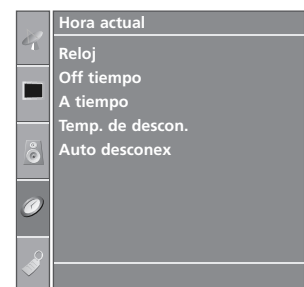 Hora actual
Reloj
Off tiempo
A tiempo
Temp. de descon.
Auto desconex